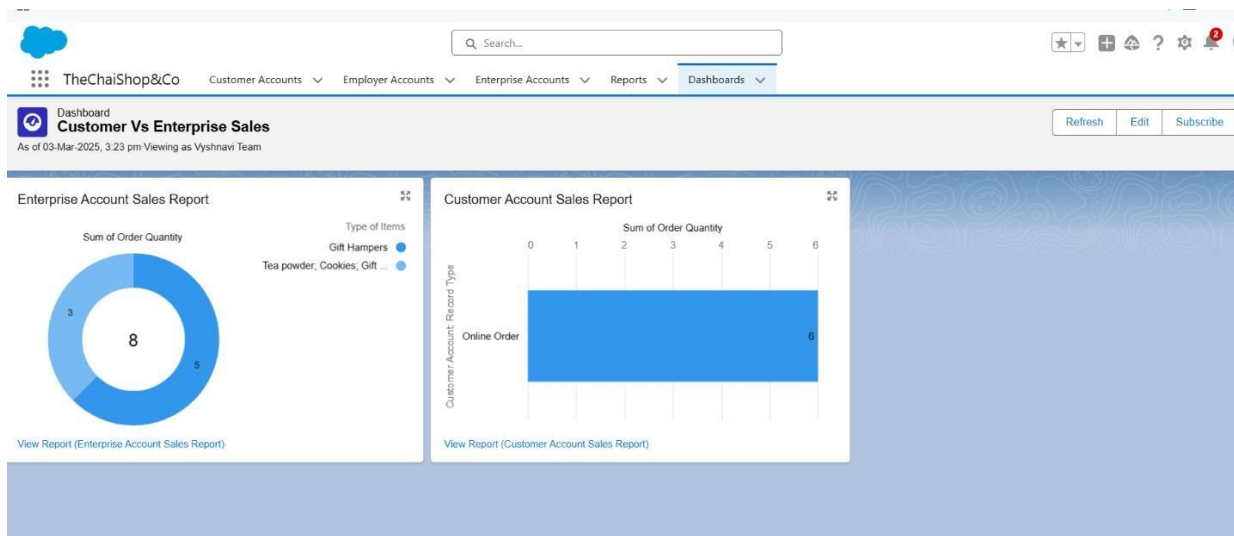 Search...
2
TheChaiShop&Co Customer Accounts Employer Accounts Enterprise Accounts Reports Dashboards
Dashboard
Customer Vs Enterprise Sales
As of 03-Mar-2025, 3:23 pm·Viewing as Vyshnavi Team
Refresh Edit Subscribe
Enterprise Account Sales Report
Sum of Order Quantity
Type of Items
Gift Hampers
Tea powder; Cookies; Gift ...
3
8
5
View Report (Enterprise Account Sales Report)
Customer Account Sales Report
Sum of Order Quantity
0 1 2 3 4 5 6
Customer Account: Record Type
Online Order
6
View Report (Customer Account Sales Report)